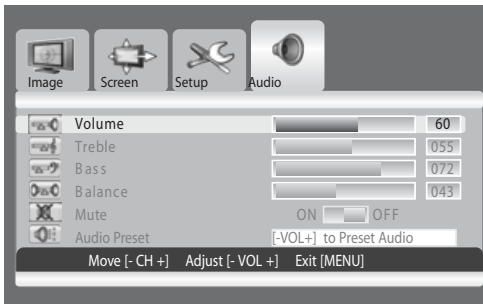 Image Screen Setup Audio
Volume 60
Treble 055
Bass 072
Balance 043
Mute ON OFF
Audio Preset [-VOL+] to Preset Audio
Move [- CH +] Adjust [- VOL +] Exit [MENU]